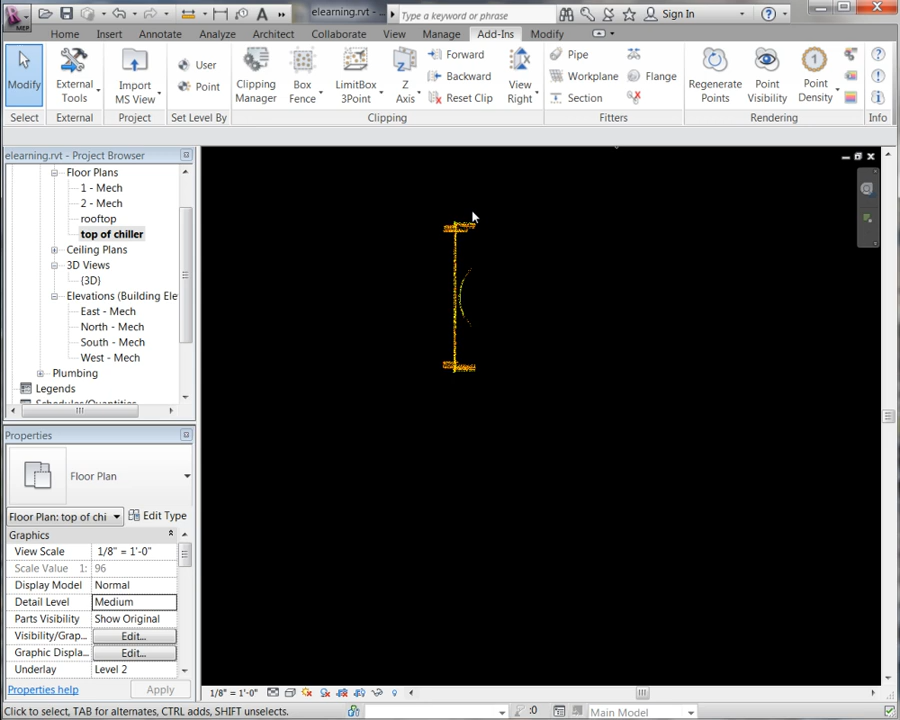 elearning.rvt - ...
Type a keyword or phrase
Sign In
MEP
Home Insert Annotate Analyze Architect Collaborate View Manage Add-Ins Modify
Modify
External Tools
Import MS View
User
Point
Clipping Manager
Box Fence
LimitBox 3Point
Z Axis
Forward
Backward
Reset Clip
View Right
Pipe
Workplane
Section
Flange
Regenerate Points
Point Visibility
Point Density
Select External Project Set Level By Clipping Fitters Rendering Info
elearning.rvt - Project Browser
Floor Plans
1 - Mech
2 - Mech
rooftop
top of chiller
Ceiling Plans
3D Views
{3D}
Elevations (Building Ele
East - Mech
North - Mech
South - Mech
West - Mech
Plumbing
Legends
Schedules/Quantities
Properties
Floor Plan
Floor Plan: top of chi Edit Type
Graphics
View Scale 1/8" = 1'-0"
Scale Value 1: 96
Display Model Normal
Detail Level Medium
Parts Visibility Show Original
Visibility/Grap... Edit...
Graphic Displa... Edit...
Underlay Level 2
Properties help Apply
1/8" = 1'-0"
Click to select, TAB for alternates, CTRL adds, SHIFT unselects.
:0
Main Model